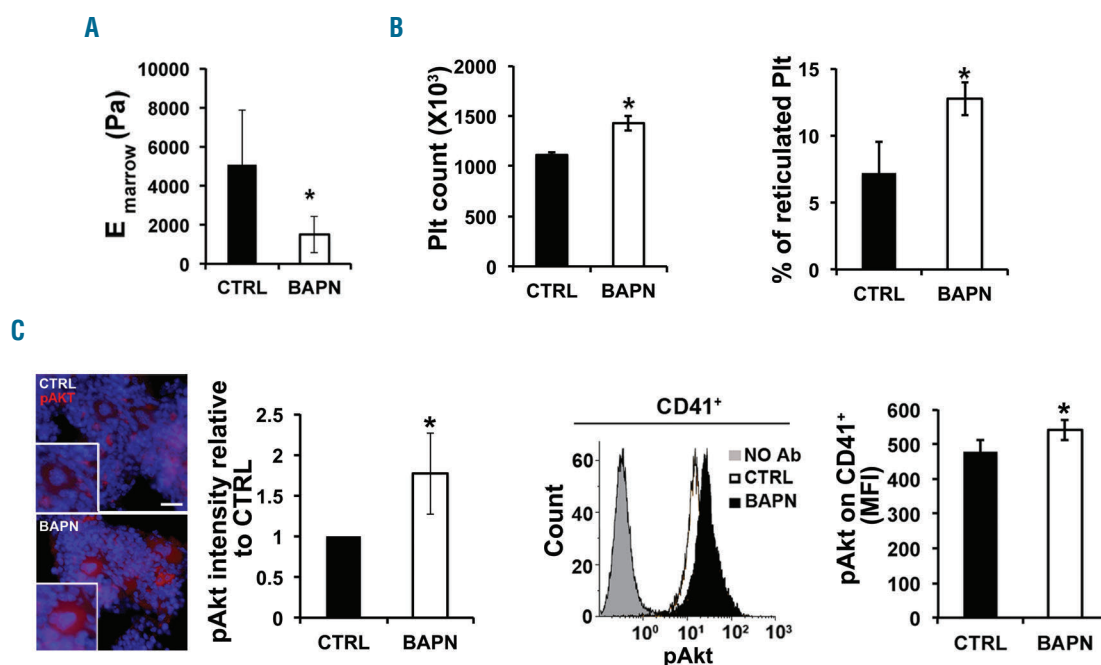 A
E marrow (Pa)
10000
8000
6000
4000
2000
0
*
CTRL BAPN
B
Plt count (X10³)
2000
1500
1000
500
0
*
CTRL BAPN
% of reticulated Plt
15
10
5
0
*
CTRL BAPN
C
CTRL
pAKT
BAPN
pAkt intensity relative
to CTRL
2.5
2
1.5
1
0.5
0
*
CTRL BAPN
CD41⁺
Count
60
40
20
0
NO Ab
CTRL
BAPN
10⁰ 10¹ 10² 10³
pAkt
pAkt on CD41⁺
(MFI)
600
500
400
300
200
100
0
*
CTRL BAPN